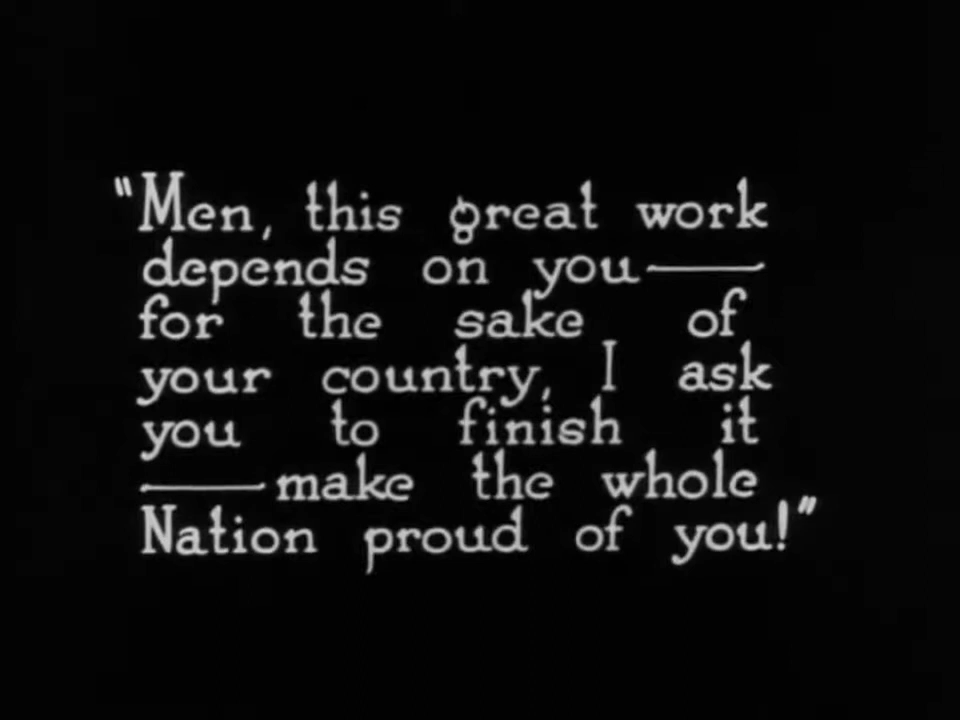 "Men, this great work
depends on you——
for the sake of
your country, I ask
you to finish it
——make the whole
Nation proud of you!"